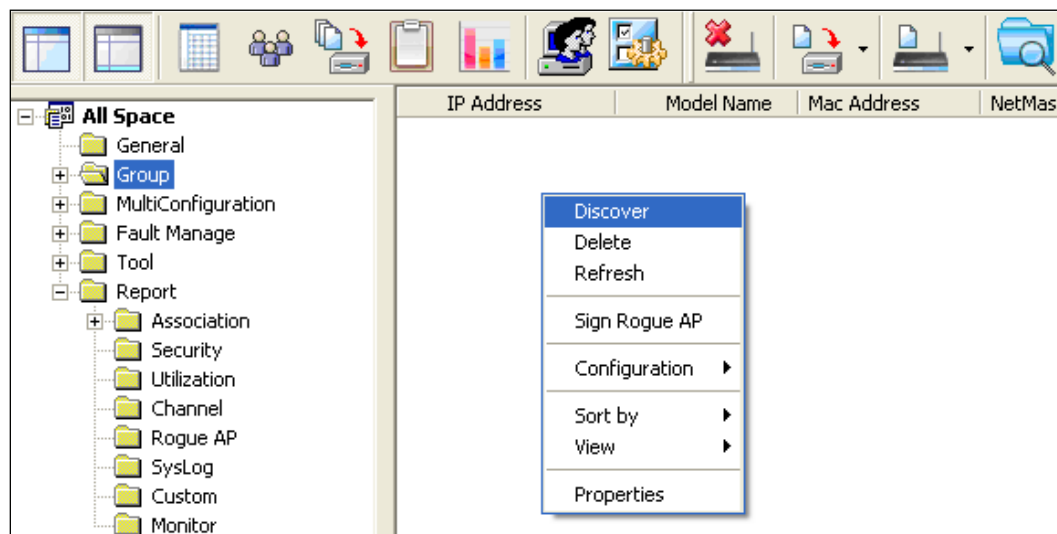 IP Address Model Name Mac Address NetMas
All Space
General
Group
MultiConfiguration
Fault Manage
Tool
Report
Association
Security
Utilization
Channel
Rogue AP
SysLog
Custom
Monitor
Discover
Delete
Refresh
Sign Rogue AP
Configuration
Sort by
View
Properties